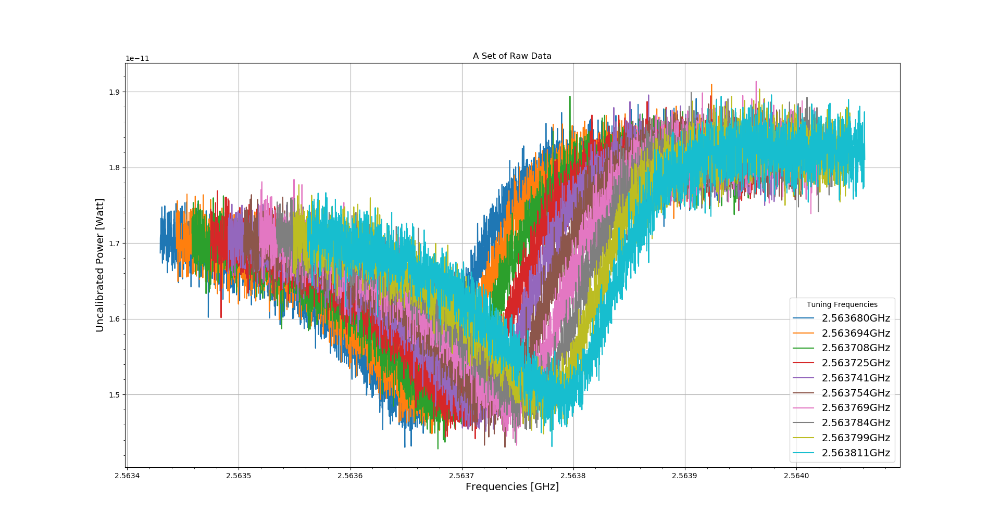 A Set of Raw Data
1e−11
1.9
1.8
1.7
1.6
1.5
Uncalibrated Power [Watt]
2.5634 2.5635 2.5636 2.5637 2.5638 2.5639 2.5640
Frequencies [GHz]
Tuning Frequencies
2.563680GHz
2.563694GHz
2.563708GHz
2.563725GHz
2.563741GHz
2.563754GHz
2.563769GHz
2.563784GHz
2.563799GHz
2.563811GHz